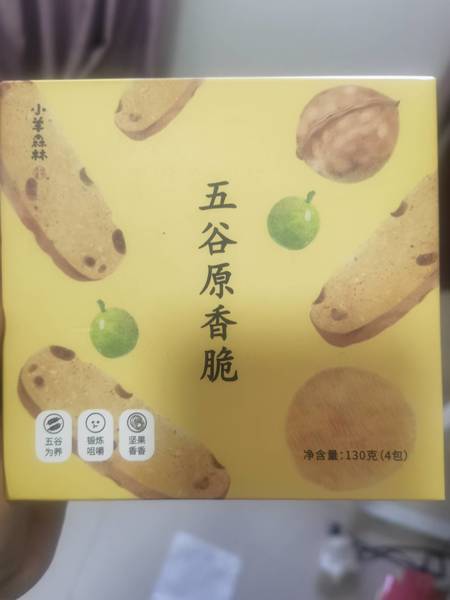 小羊森林
五谷原香脆
五谷
为养
锻炼
咀嚼
坚果
香香
净含量:130克(4包)